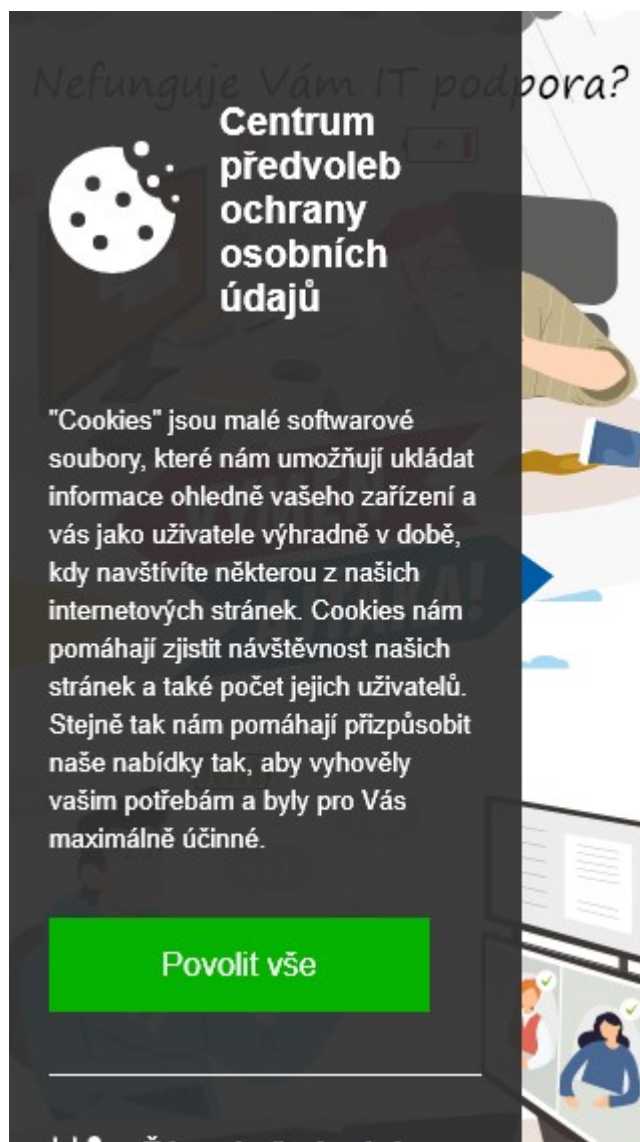 Nefunguje Vám IT podpora?
Centrum
předvoleb
ochrany
osobních
údajů
"Cookies" jsou malé softwarové
soubory, které nám umožňují ukládat
informace ohledně vašeho zařízení a
vás jako uživatele výhradně v době,
kdy navštívíte některou z našich
internetových stránek. Cookies nám
pomáhají zjistit návštěvnost našich
stránek a také počet jejich uživatelů.
Stejně tak nám pomáhají přizpůsobit
naše nabídky tak, aby vyhověly
vašim potřebám a byly pro Vás
maximálně účinné.
Povolit vše